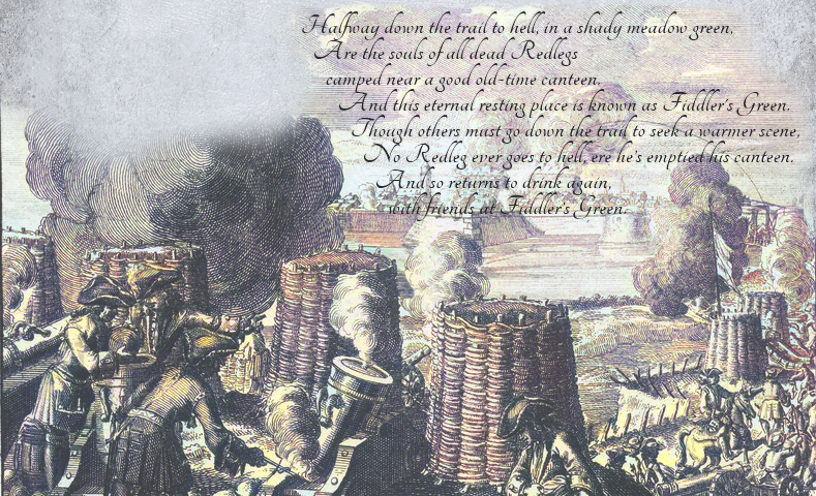 Halfway down the trail to hell, in a shady meadow green,
Are the souls of all dead Redlegs
camped near a good old-time canteen,
And this eternal resting place is known as Fiddler's Green.
Though others must go down the trail to seek a warmer scene,
No Redleg ever goes to hell, ere he's emptied his canteen.
And so returns to drink again,
with friends at Fiddler's Green.